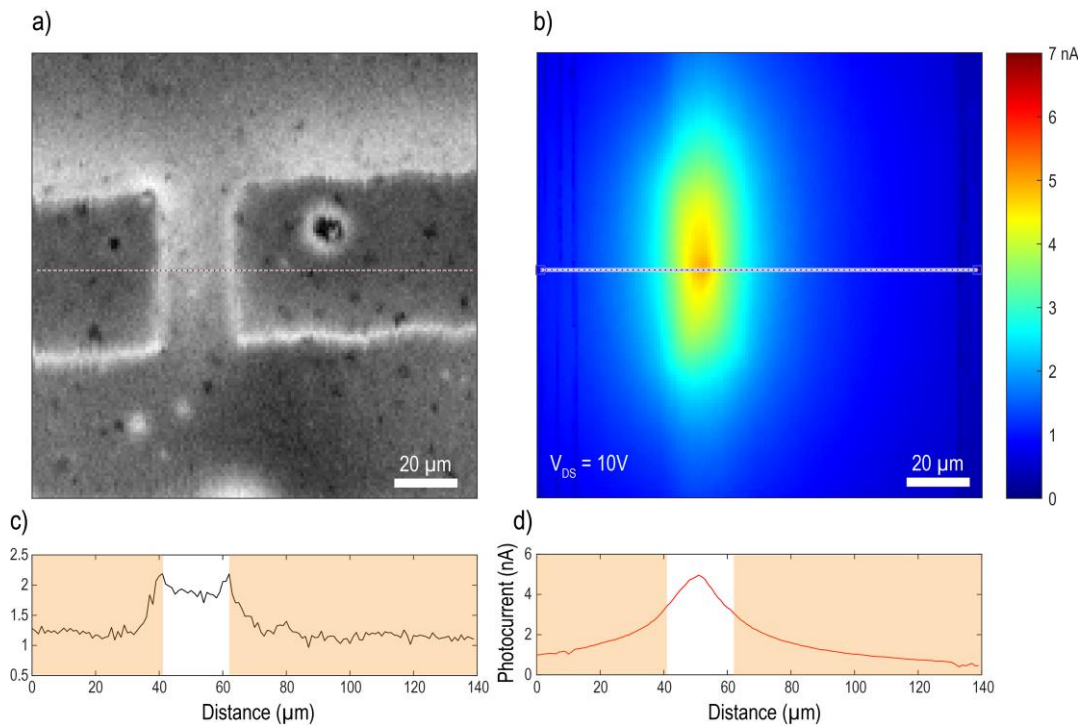 a)
b)
7 nA
6
5
4
3
2
1
0
20 µm
V_DS = 10V
20 µm
c)
d)
2.5
2
1.5
1
0.5
0 20 40 60 80 100 120 140
Distance (µm)
Photocurrent (nA)
6
4
2
0
0 20 40 60 80 100 120 140
Distance (µm)